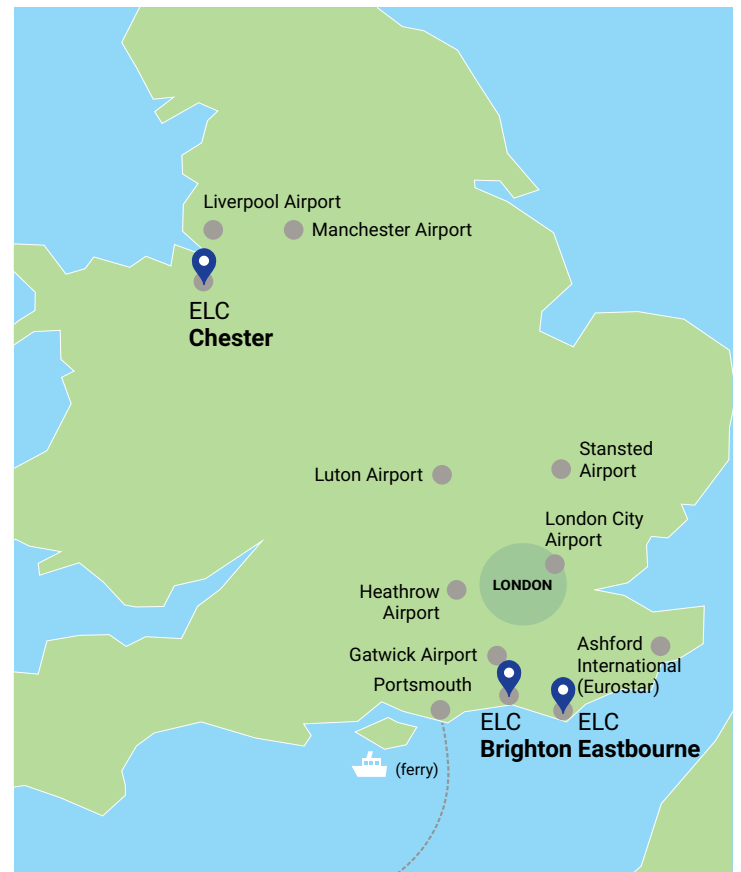 Liverpool Airport
Manchester Airport
ELC
Chester
Stansted
Airport
Luton Airport
London City
Airport
LONDON
Heathrow
Airport
Ashford
International
(Eurostar)
Gatwick Airport
Portsmouth
ELC
Brighton
ELC
Eastbourne
(ferry)